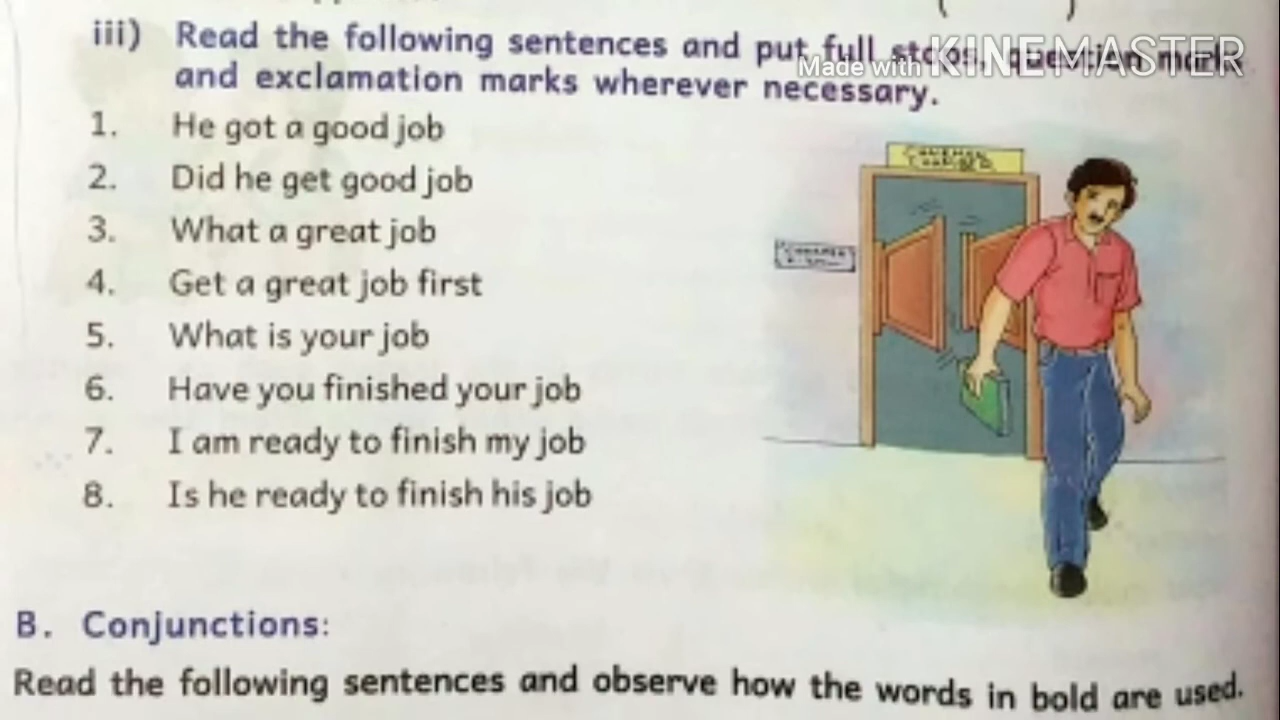 iii) Read the following sentences and put full stops, question mark
Made with KINEMASTER
and exclamation marks wherever necessary.
1. He got a good job
2. Did he get good job
3. What a great job
4. Get a great job first
5. What is your job
6. Have you finished your job
7. I am ready to finish my job
8. Is he ready to finish his job
B. Conjunctions:
Read the following sentences and observe how the words in bold are used.